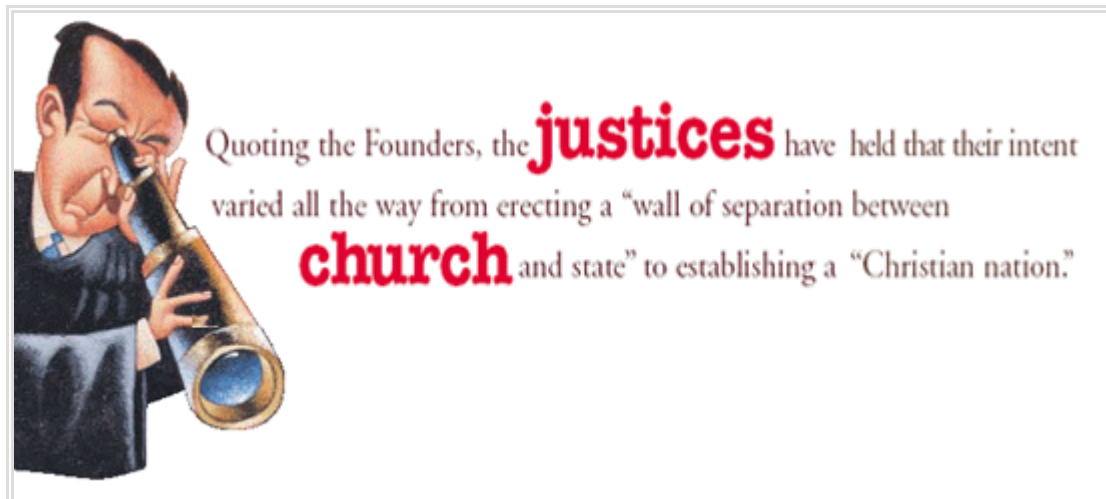 Quoting the Founders, the justices have held that their intent
varied all the way from erecting a “wall of separation between
church and state” to establishing a “Christian nation.”